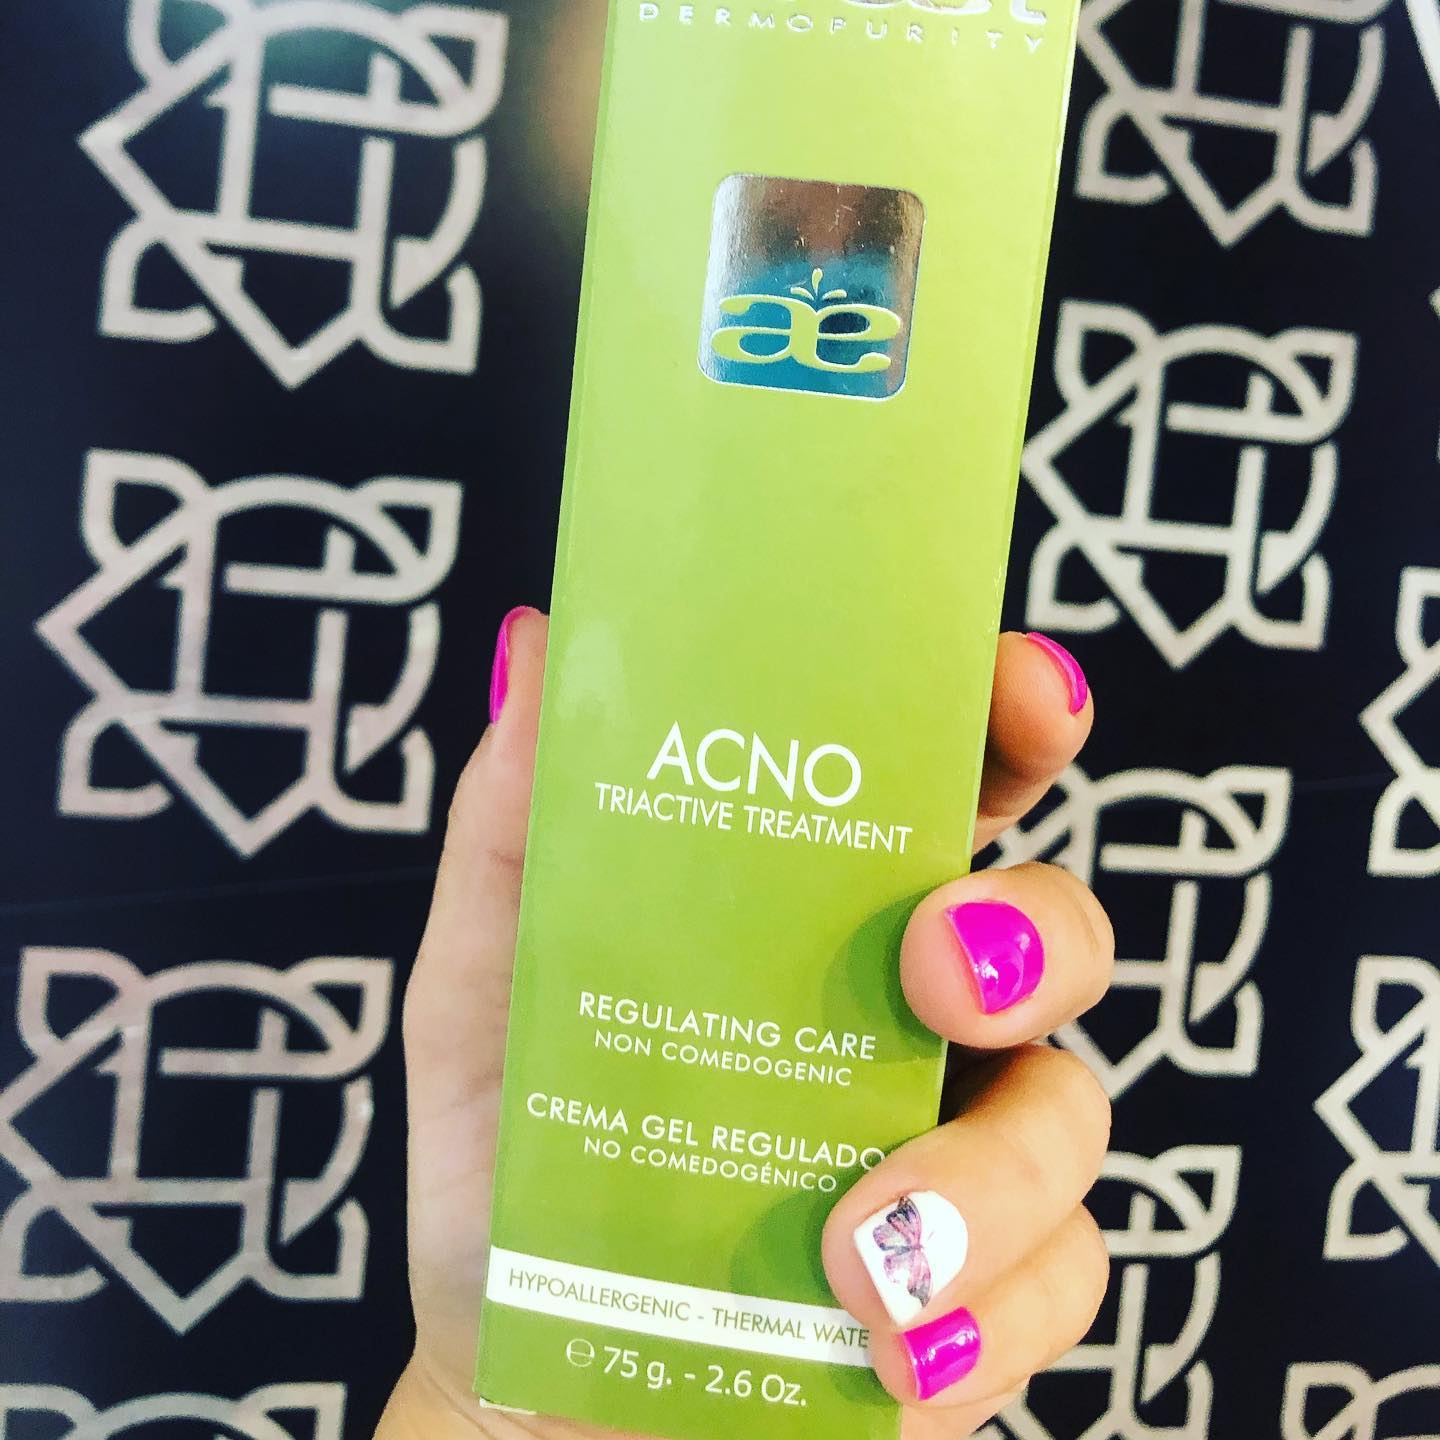 DERMOPURITY
æ
ACNO
TRIACTIVE TREATMENT
REGULATING CARE
NON COMEDOGENIC
CREMA GEL REGULADO
NO COMEDOGÉNICO
HYPOALLERGENIC - THERMAL WATE
℮ 75 g. - 2.6 Oz.